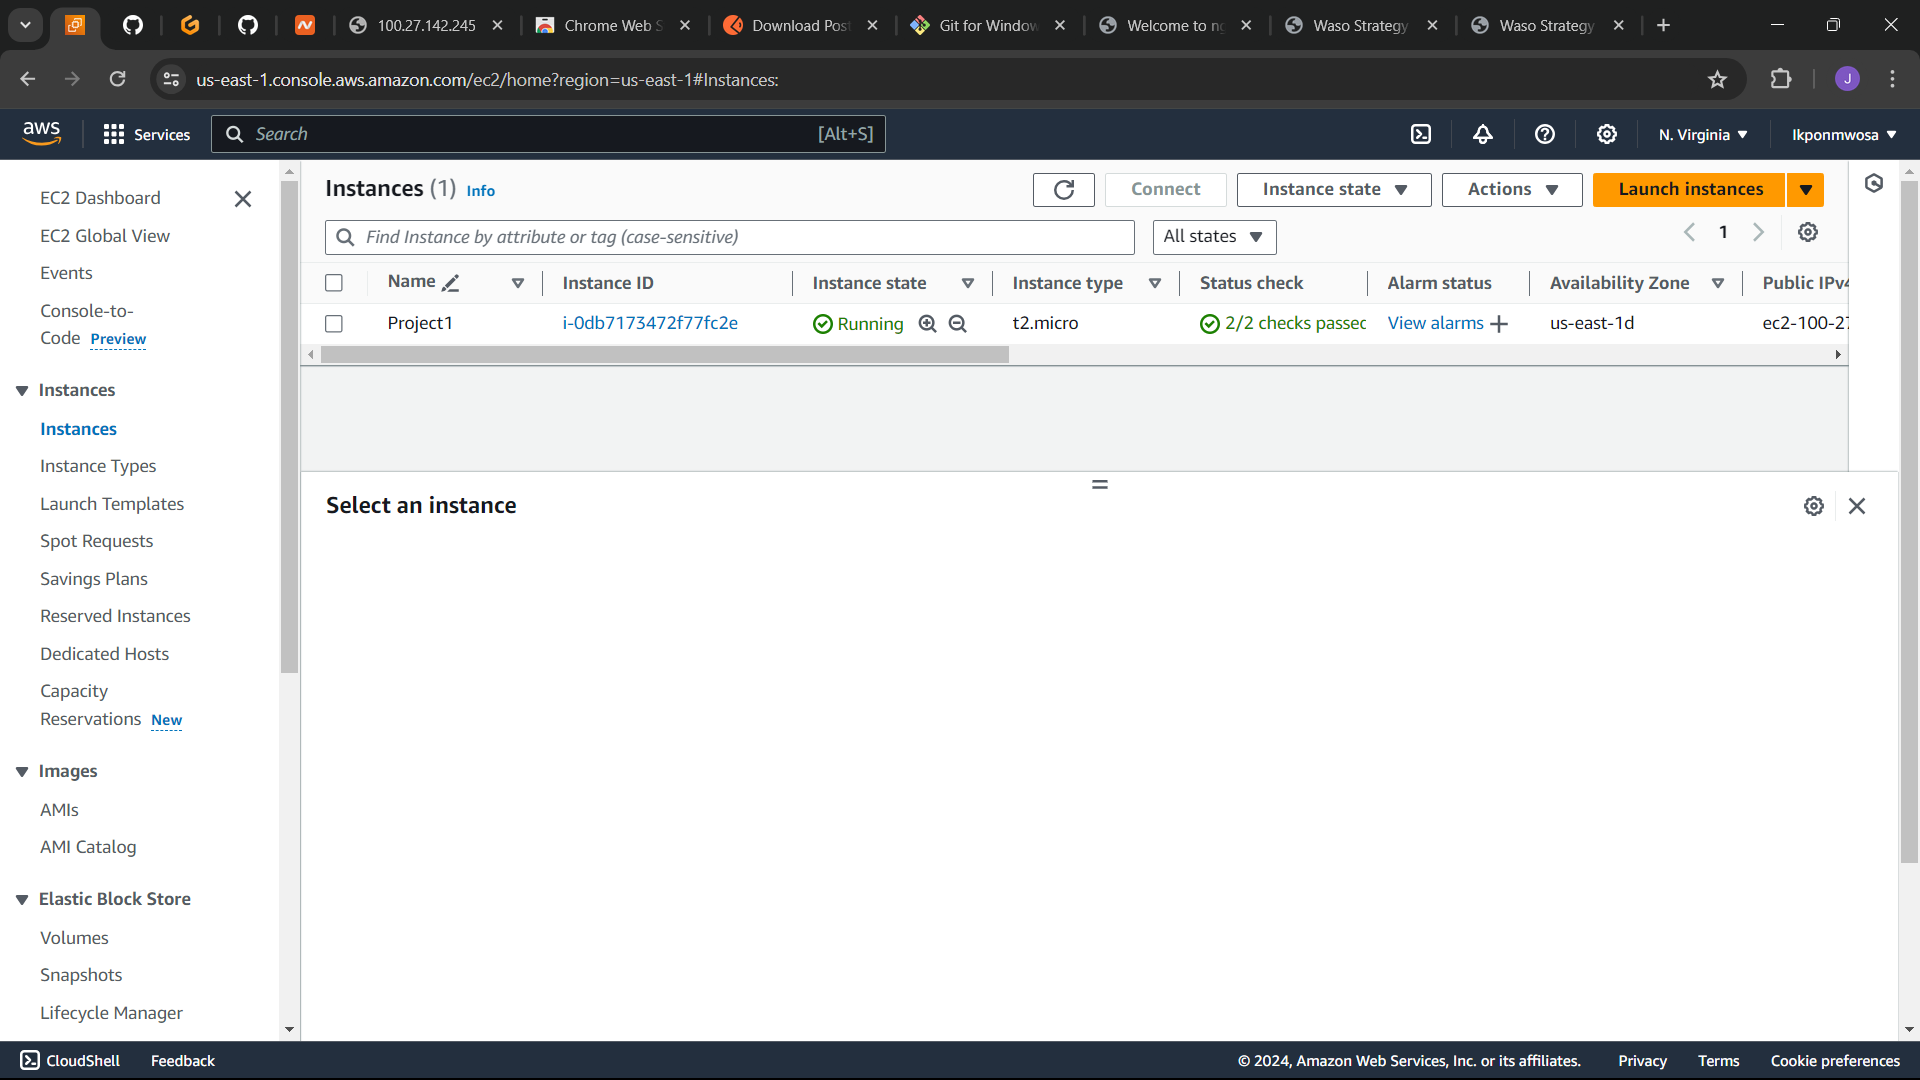 100.27.142.245
Chrome Web S
Download Pos
Git for Window
Welcome to ng
Waso Strategy
Waso Strategy
us-east-1.console.aws.amazon.com/ec2/home?region=us-east-1#Instances:
J
aws
Services
Search
[Alt+S]
N. Virginia
Ikponmwosa
EC2 Dashboard
EC2 Global View
Events
Console-to-
Code Preview
Instances
Instances
Instance Types
Launch Templates
Spot Requests
Savings Plans
Reserved Instances
Dedicated Hosts
Capacity
Reservations New
Images
AMIs
AMI Catalog
Elastic Block Store
Volumes
Snapshots
Lifecycle Manager
Instances (1) Info
Connect
Instance state
Actions
Launch instances
Find Instance by attribute or tag (case-sensitive)
All states
1
Name Instance ID Instance state Instance type Status check Alarm status Availability Zone Public IPv4
Project1 i-0db7173472f77fc2e Running t2.micro 2/2 checks passed View alarms + us-east-1d ec2-100-27
Select an instance
CloudShell
Feedback
© 2024, Amazon Web Services, Inc. or its affiliates.
Privacy
Terms
Cookie preferences